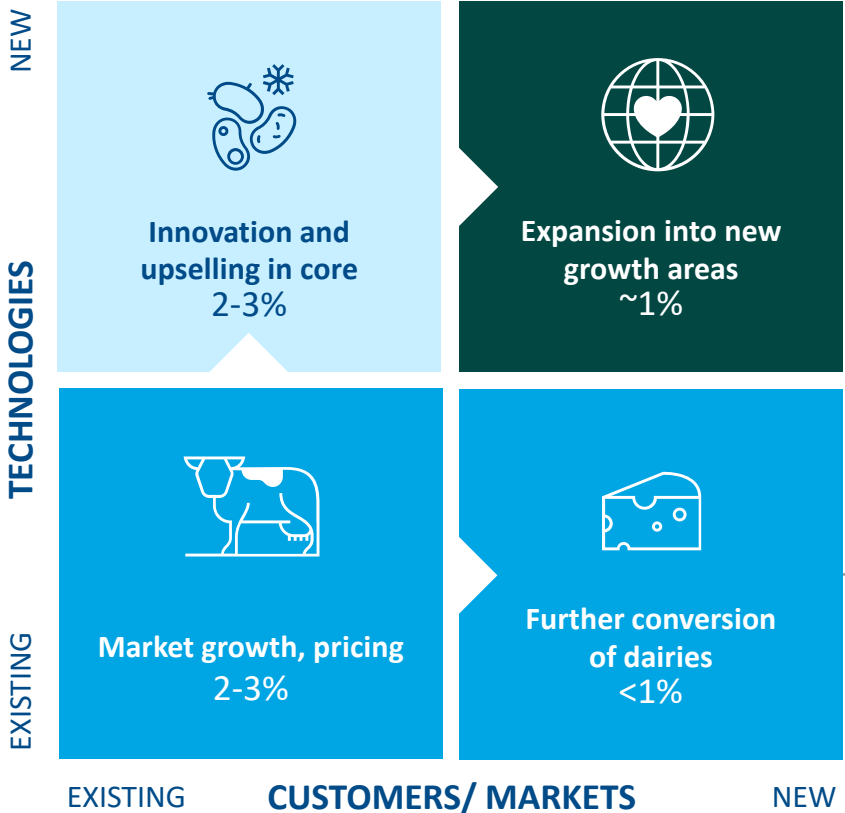 NEW
TECHNOLOGIES
EXISTING
Innovation and
upselling in core
2-3%
Expansion into new
growth areas
~1%
Market growth, pricing
2-3%
Further conversion
of dairies
<1%
EXISTING
CUSTOMERS/ MARKETS
NEW